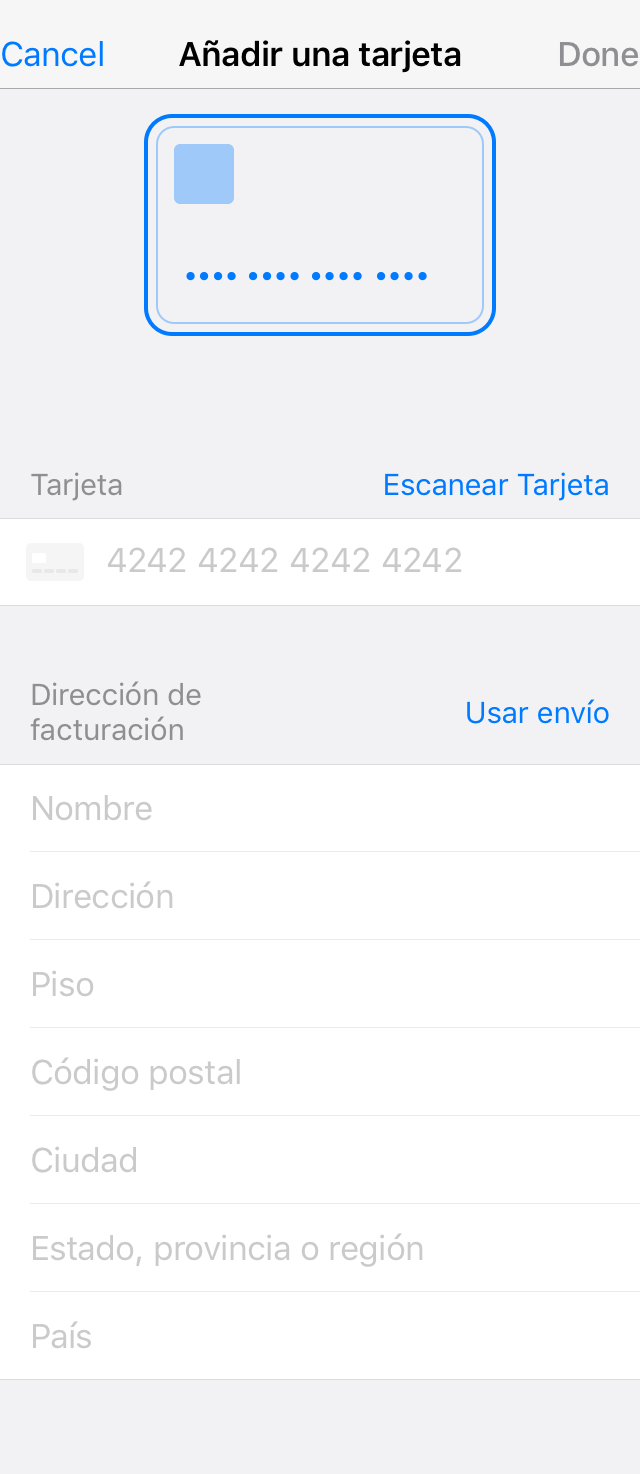 Cancel Añadir una tarjeta Done
•••• •••• •••• ••••
Tarjeta Escanear Tarjeta
4242 4242 4242 4242
Dirección de
facturación
Usar envío
Nombre
Dirección
Piso
Código postal
Ciudad
Estado, provincia o región
País